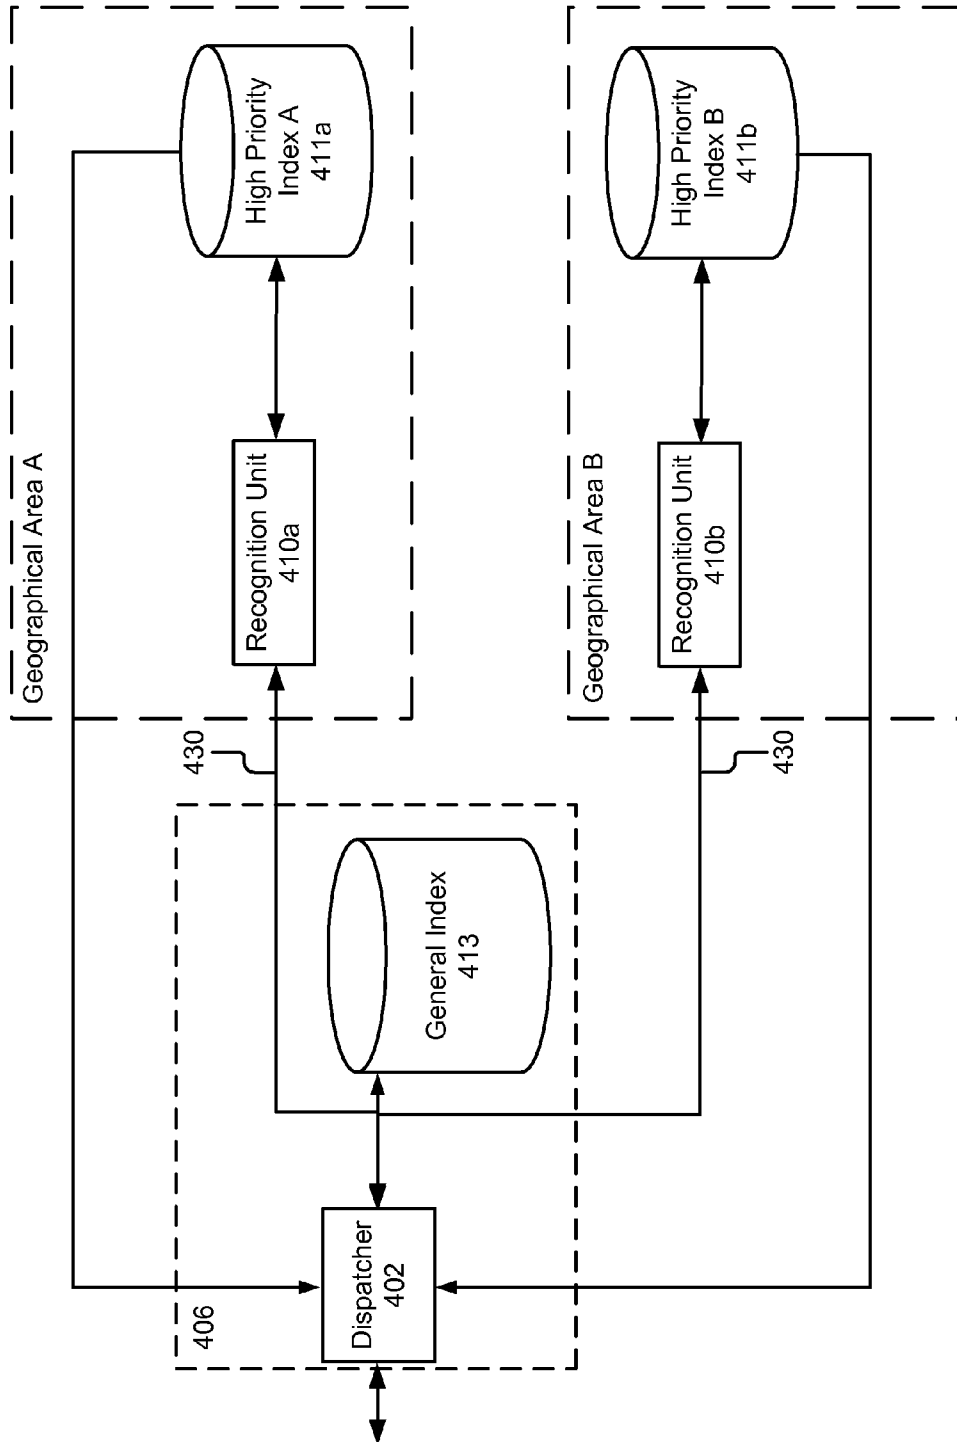 406
Dispatcher
402
General Index
413
430
430
Geographical Area A
Recognition Unit
410a
High Priority
Index A
411a
Geographical Area B
Recognition Unit
410b
High Priority
Index B
411b